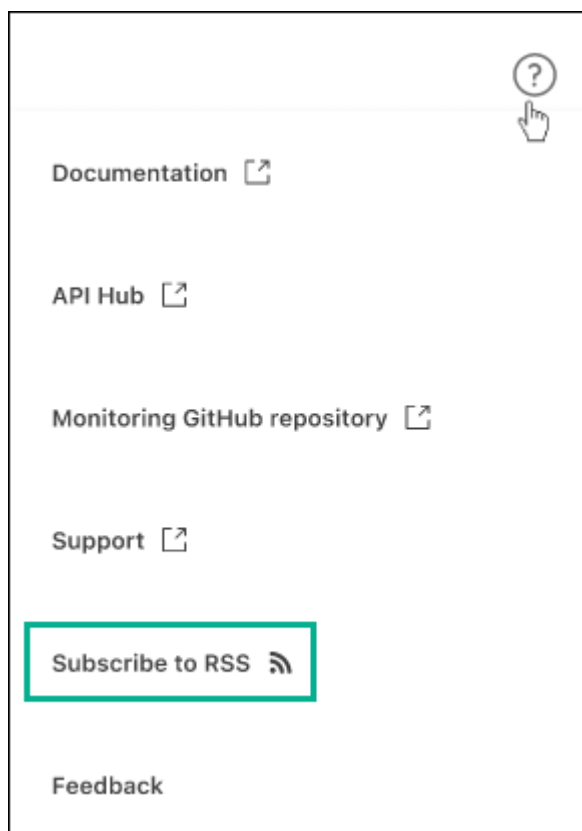 ?
Documentation
API Hub
Monitoring GitHub repository
Support
Subscribe to RSS
Feedback